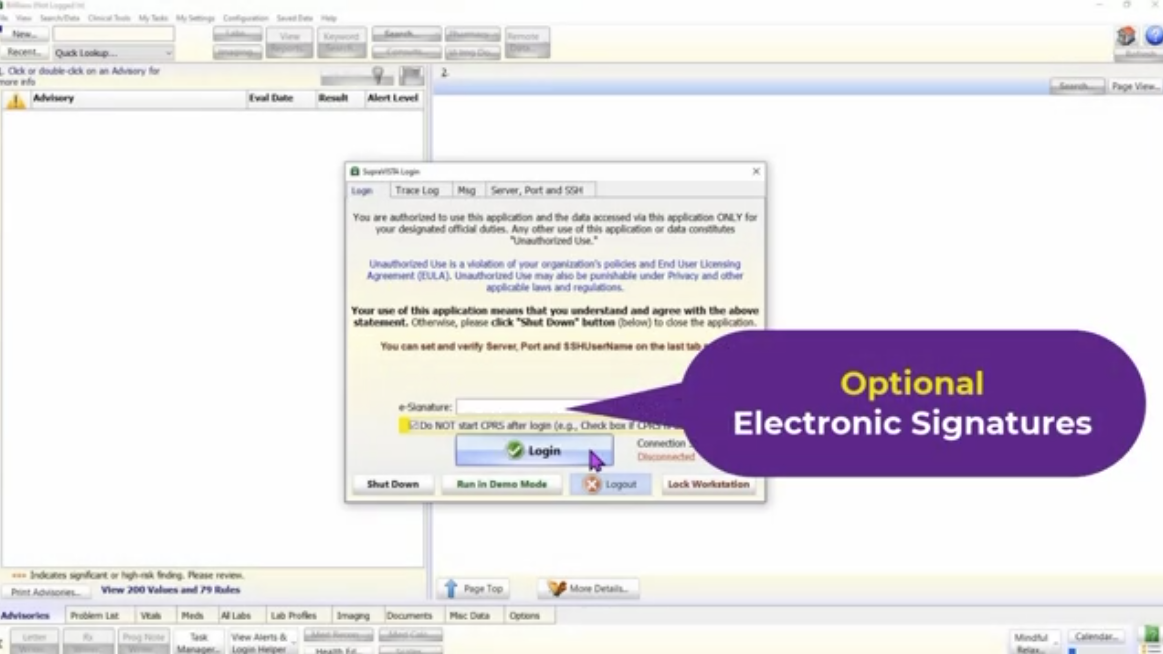 View Search/Data Clinical Tools My Tasks My Settings Configuration Saved Data Help
New...
Labs View Keyword Search... Pharmacy Remote
Recent... Quick Lookup...
Imaging Reports Search... Consults
1. Click or double-click on an Advisory for
more info
2.
Search... Page View...
Advisory Eval Date Result Alert Level
SupraVISTA Login
Login Trace Log Msg Server, Port and SSH
You are authorized to use this application and the data accessed via this application ONLY for
your designated official duties. Any other use of this application or data constitutes
"Unauthorized Use."
Unauthorized Use is a violation of your organization's policies and End User Licensing
Agreement (EULA). Unauthorized Use may also be punishable under Privacy and other
applicable laws and regulations.
Your use of this application means that you understand and agree with the above
statement. Otherwise, please click "Shut Down" button (below) to close the application.
You can set and verify Server, Port and SSHUserName on the last tab
Optional
Electronic Signatures
e-Signature:
Do NOT start CPRS after login (e.g., Check box if CPRS
Login
Connection
Disconnected
Shut Down Run in Demo Mode Logout Lock Workstation
*** Indicates significant or high-risk finding. Please review.
Print Advisories... View 200 Values and 79 Rules
Page Top More Details...
Advisories Problem List Vitals Meds All Labs Lab Profiles Imaging Documents Misc Data Options
Letter Rx Prog Note Task View Alerts & Med Calc...
Writer... Writer... Writer... Manager... Login Helper Health Ed...
Mindful Calendar...
Relax...